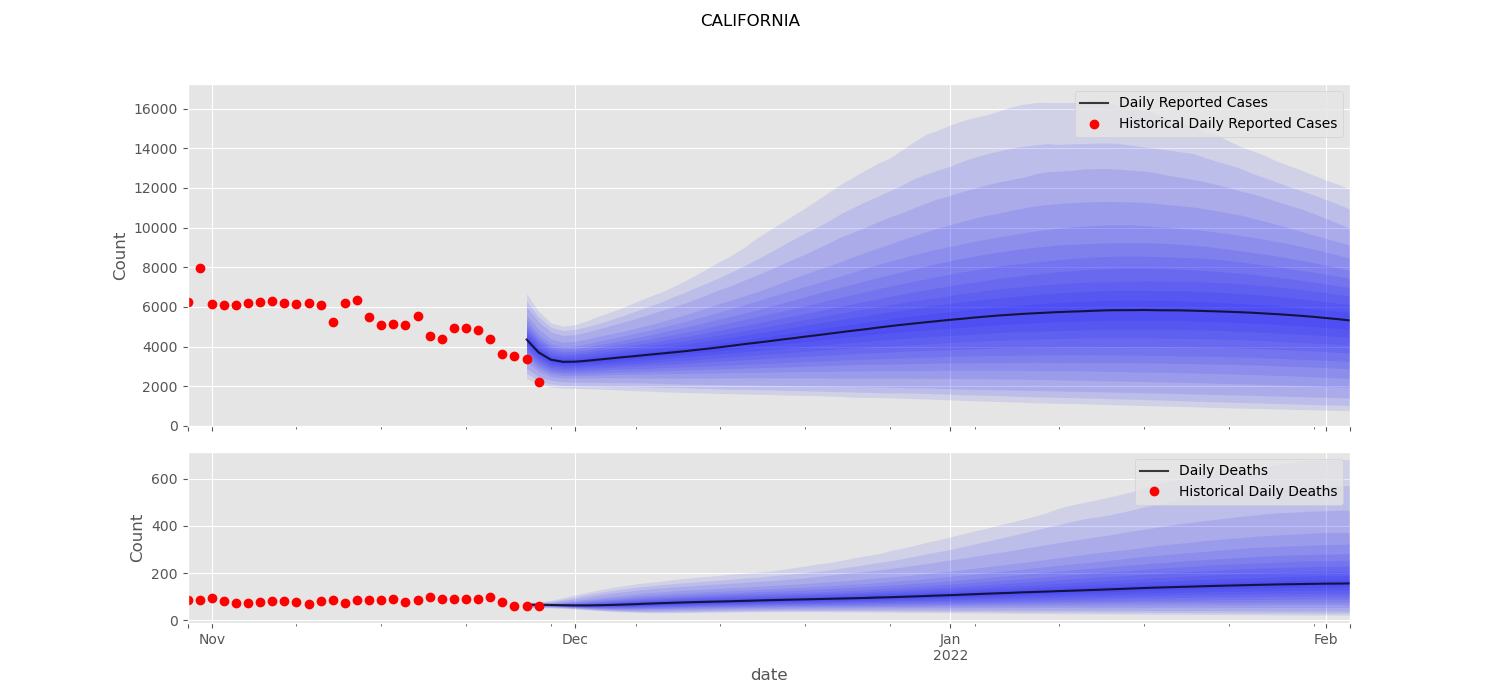 CALIFORNIA
Count
16000
14000
12000
10000
8000
6000
4000
2000
0
Daily Reported Cases
Historical Daily Reported Cases
Count
600
400
200
0
Daily Deaths
Historical Daily Deaths
Nov
Dec
Jan
2022
Feb
date